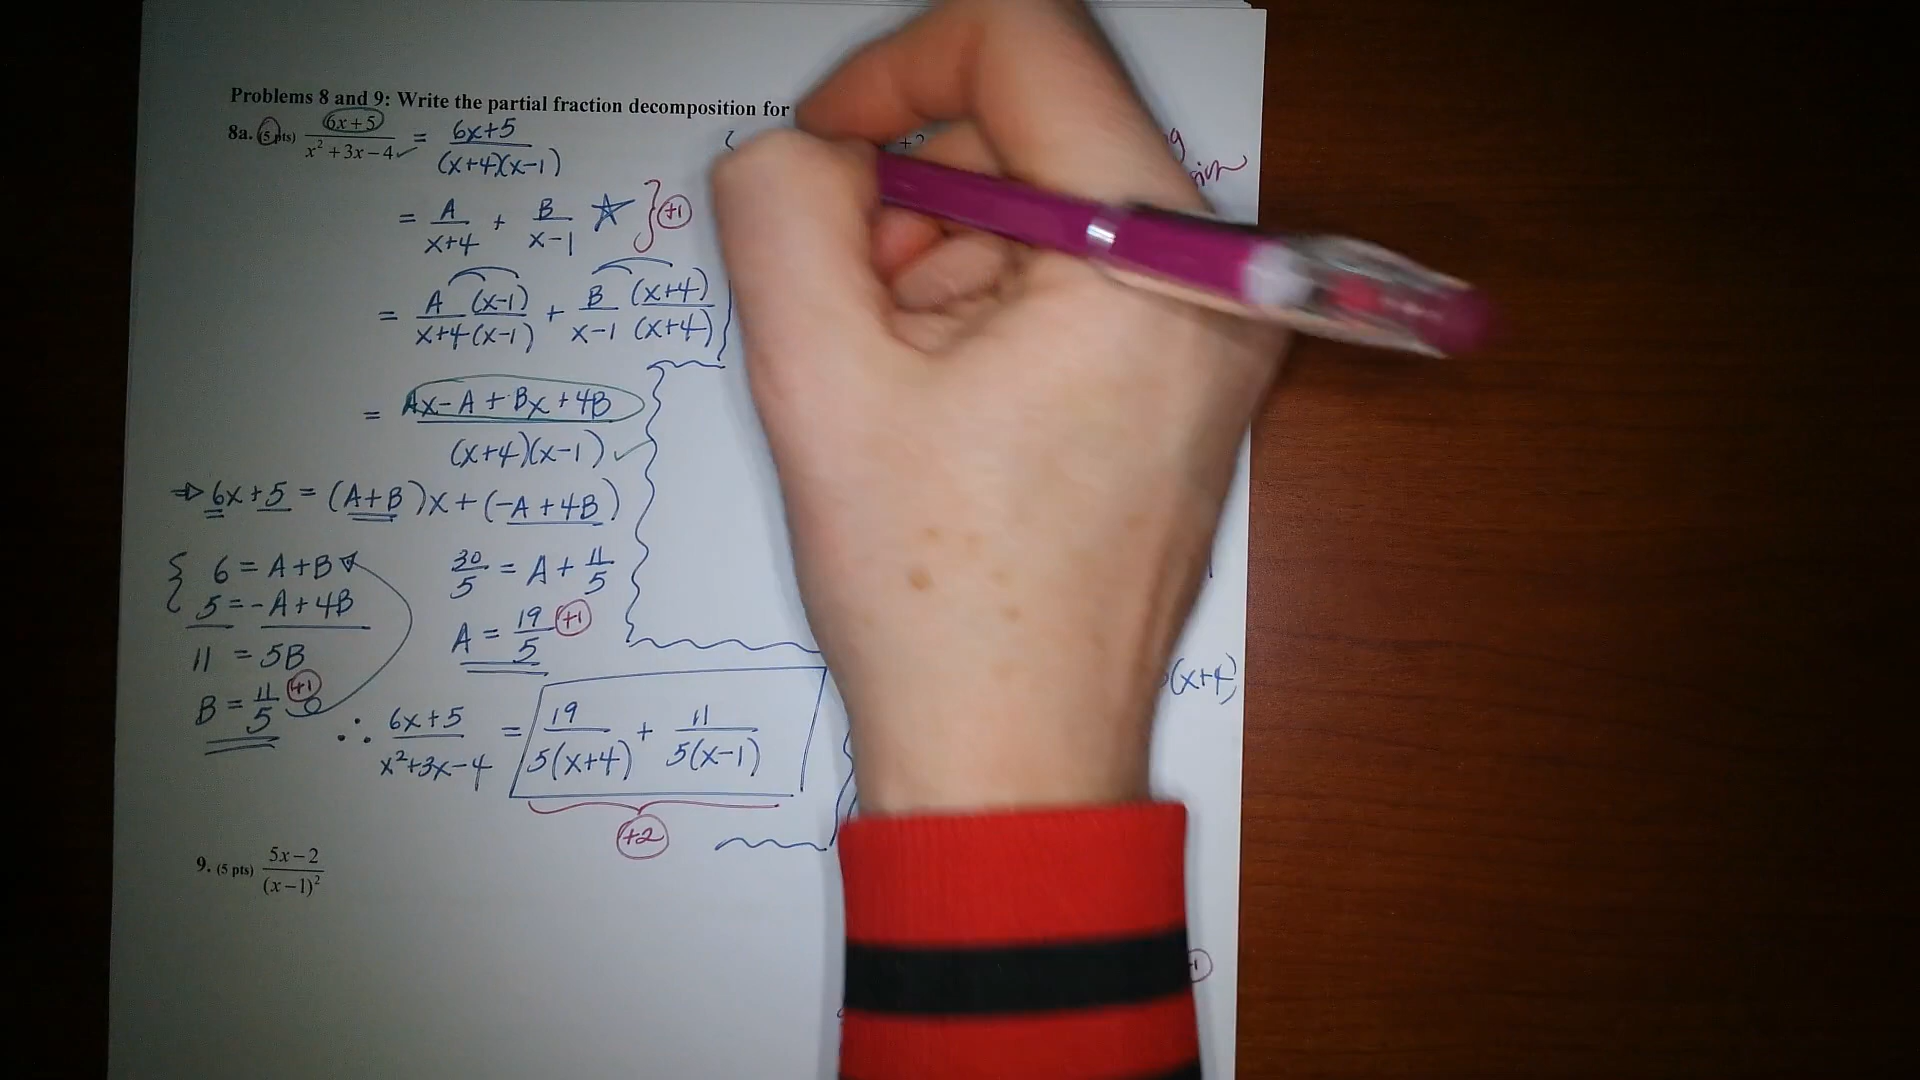 Problems 8 and 9: Write the partial fraction decomposition for
8a. (5 pts) (6x + 5)/(x² + 3x − 4) ✓ = (6x+5)/((x+4)(x−1))
= A/(x+4) + B/(x−1) ☆ } +1
= A(x−1)/(x+4(x−1)) + B(x+4)/(x−1(x+4))
= (Ax−A+Bx+4B)/((x+4)(x−1)) ✓
⇒ 6x+5 = (A+B)x+(−A+4B)
6 = A+B
5 = −A+4B
11 = 5B
B = 11/5 +1
30/5 = A + 11/5
A = 19/5 +1
∴ (6x+5)/(x²+3x−4) = 19/(5(x+4)) + 11/(5(x−1))
+2
9. (5 pts) (5x − 2)/(x − 1)²
+2
(x+4)